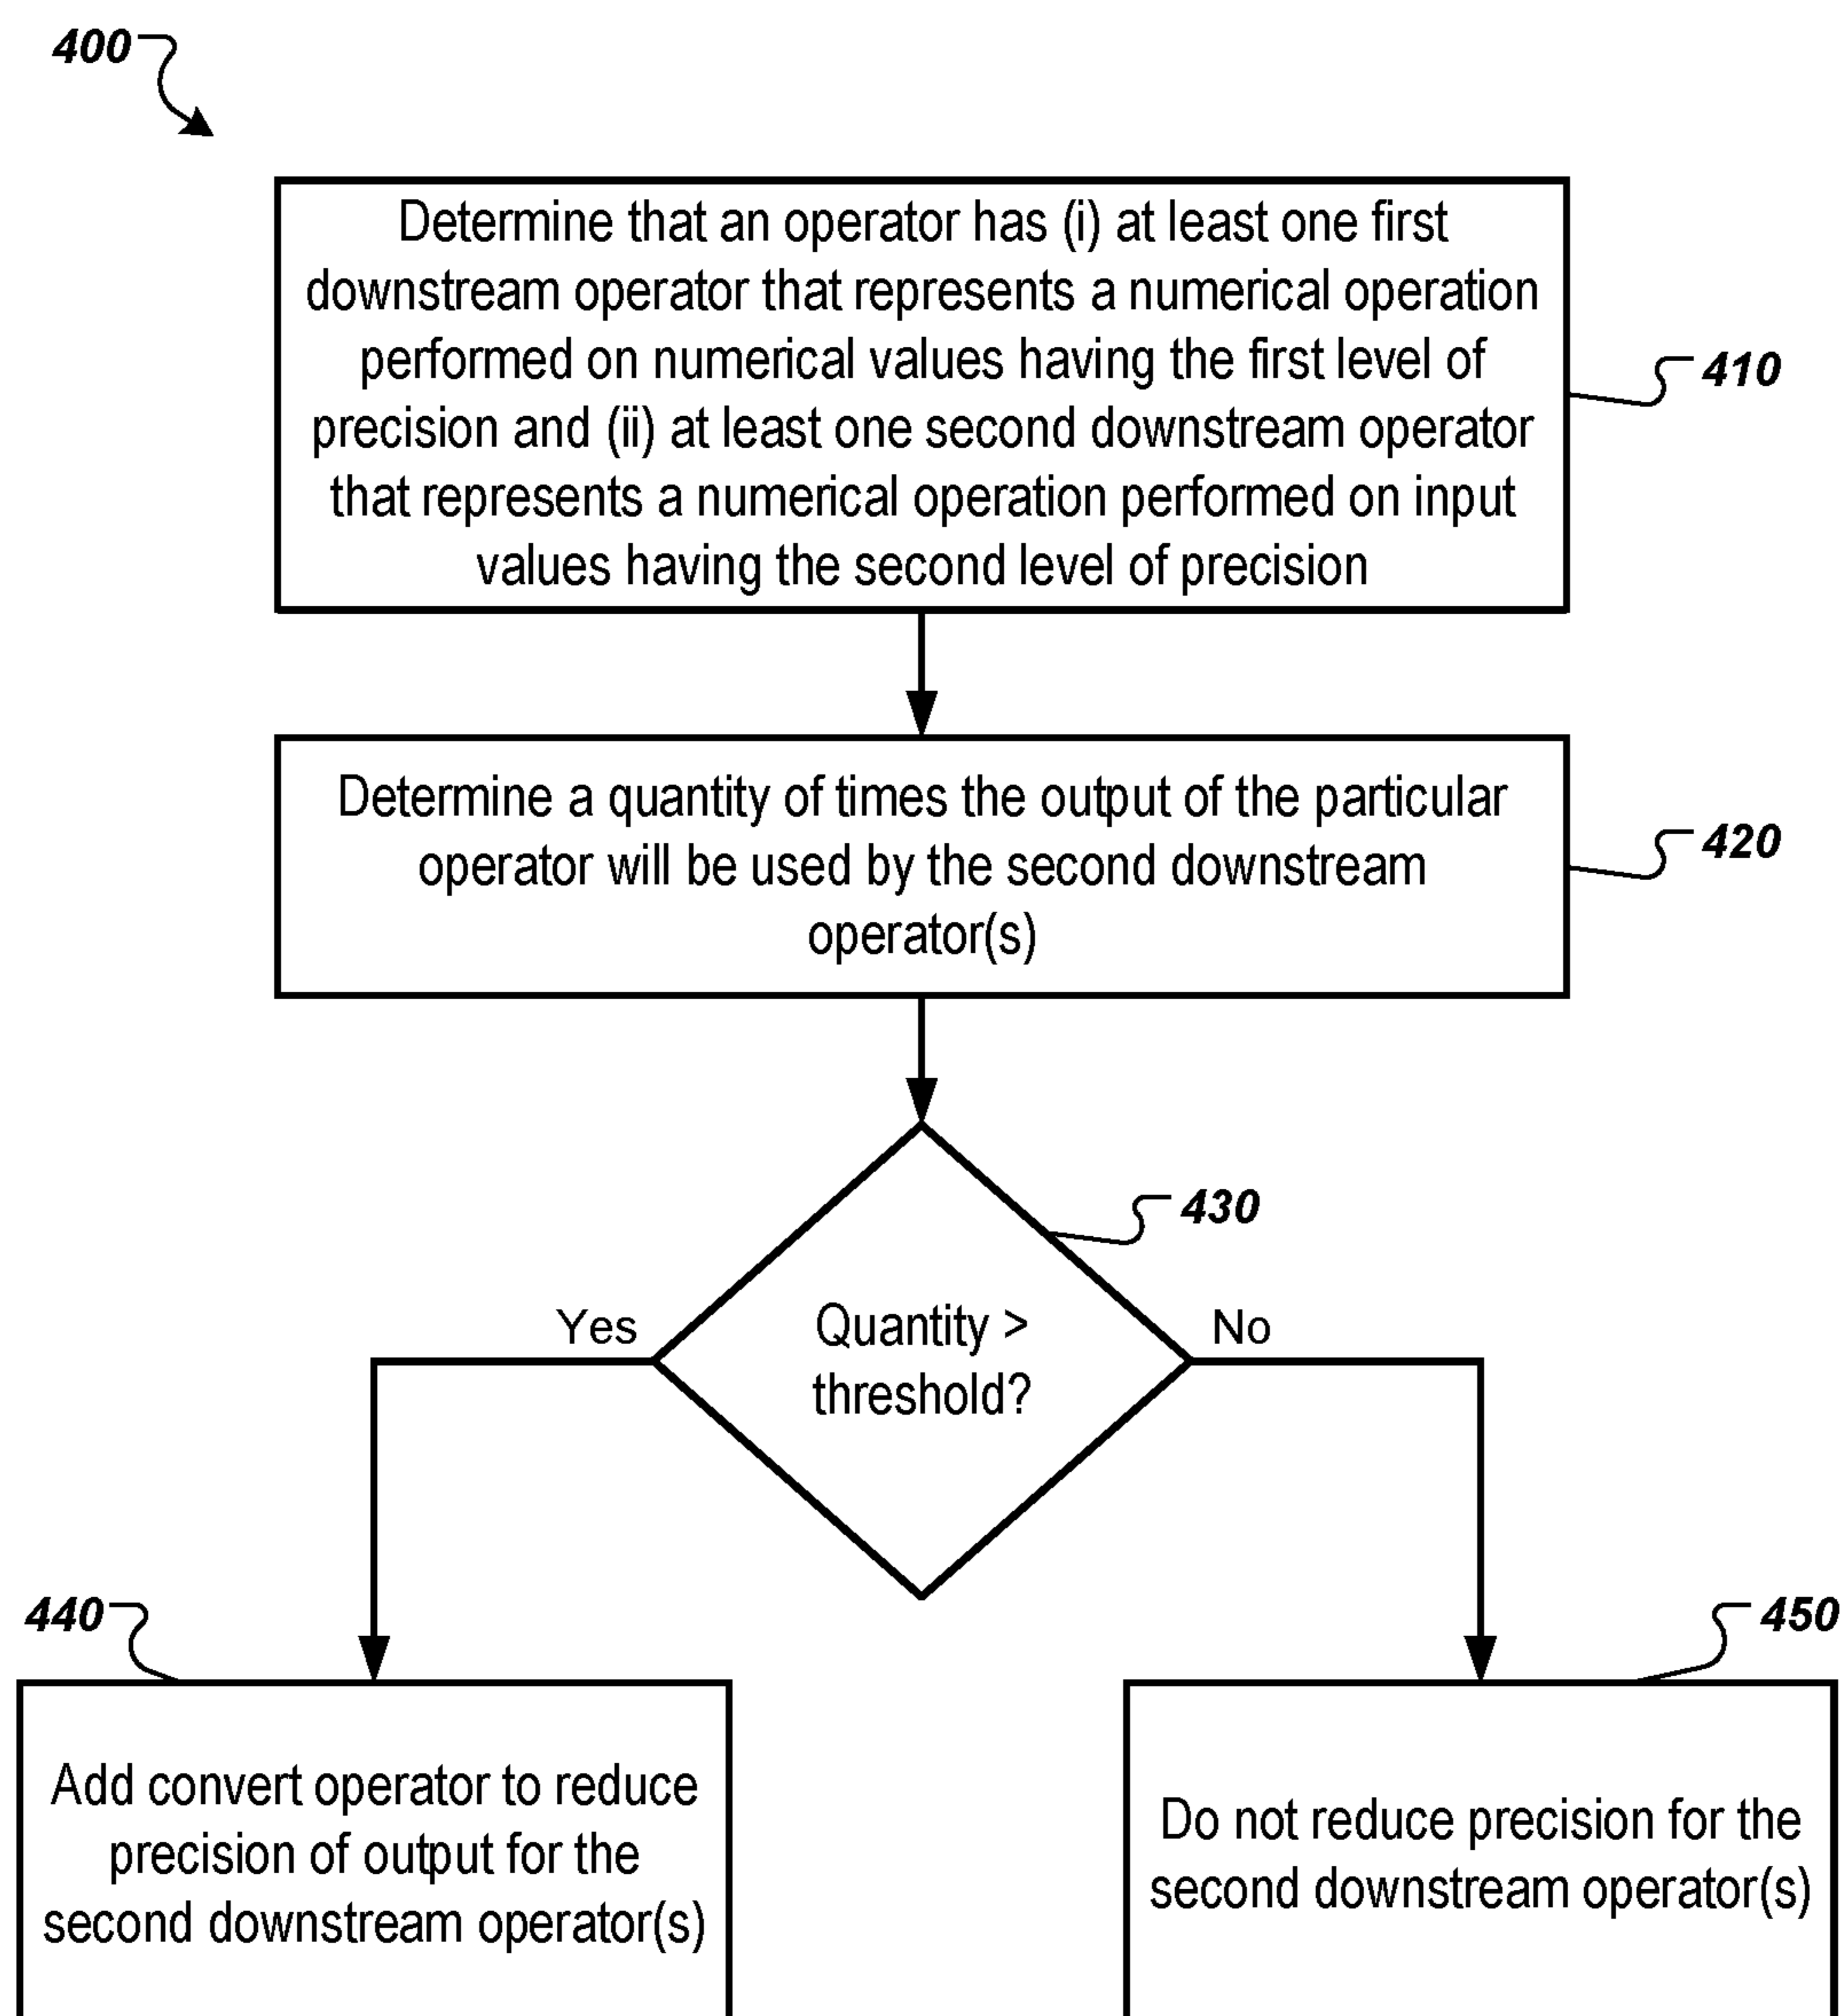 400
Determine that an operator has (i) at least one first
downstream operator that represents a numerical operation
performed on numerical values having the first level of
precision and (ii) at least one second downstream operator
that represents a numerical operation performed on input
values having the second level of precision
410
Determine a quantity of times the output of the particular
operator will be used by the second downstream
operator(s)
420
430
Quantity >
threshold?
Yes
No
440
Add convert operator to reduce
precision of output for the
second downstream operator(s)
450
Do not reduce precision for the
second downstream operator(s)